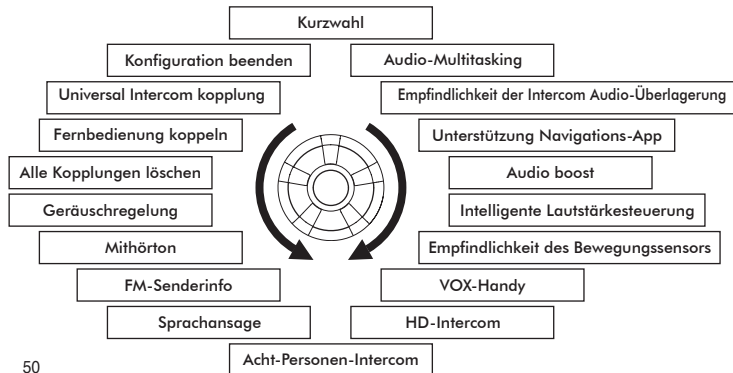 Kurzwahl
Konfiguration beenden
Audio-Multitasking
Universal Intercom kopplung
Empfindlichkeit der Intercom Audio-Überlagerung
Fernbedienung koppeln
Unterstützung Navigations-App
Alle Kopplungen löschen
Audio boost
Geräuschregelung
Intelligente Lautstärkesteuerung
Mithörton
Empfindlichkeit des Bewegungssensors
FM-Senderinfo
VOX-Handy
Sprachansage
HD-Intercom
Acht-Personen-Intercom
50